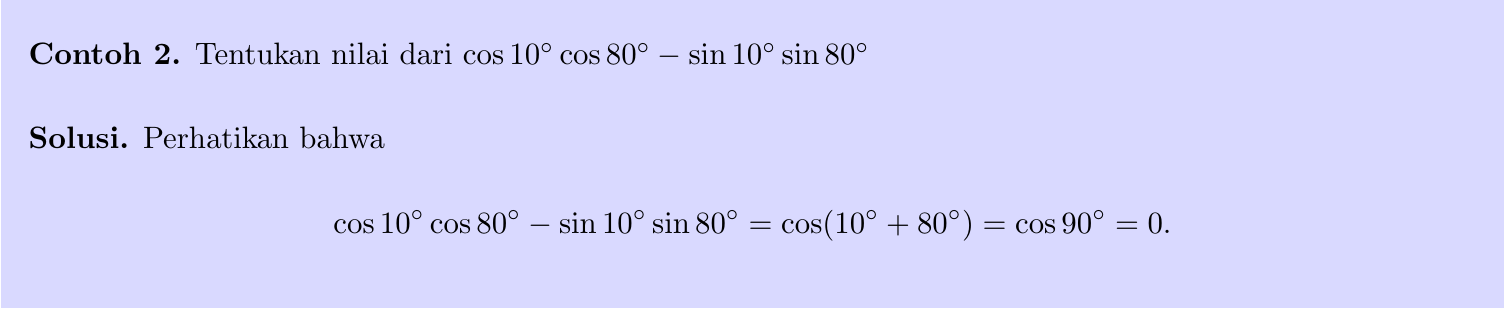 Contoh 2. Tentukan nilai dari cos 10° cos 80° − sin 10° sin 80°
Solusi. Perhatikan bahwa
cos 10° cos 80° − sin 10° sin 80° = cos(10° + 80°) = cos 90° = 0.